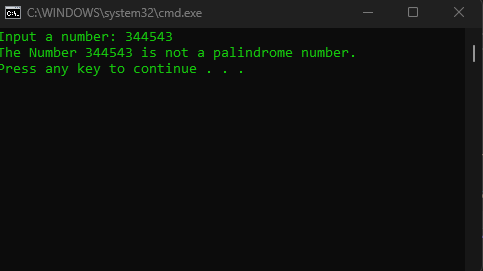 C:\WINDOWS\system32\cmd.exe
Input a number: 344543
The Number 344543 is not a palindrome number.
Press any key to continue . . .